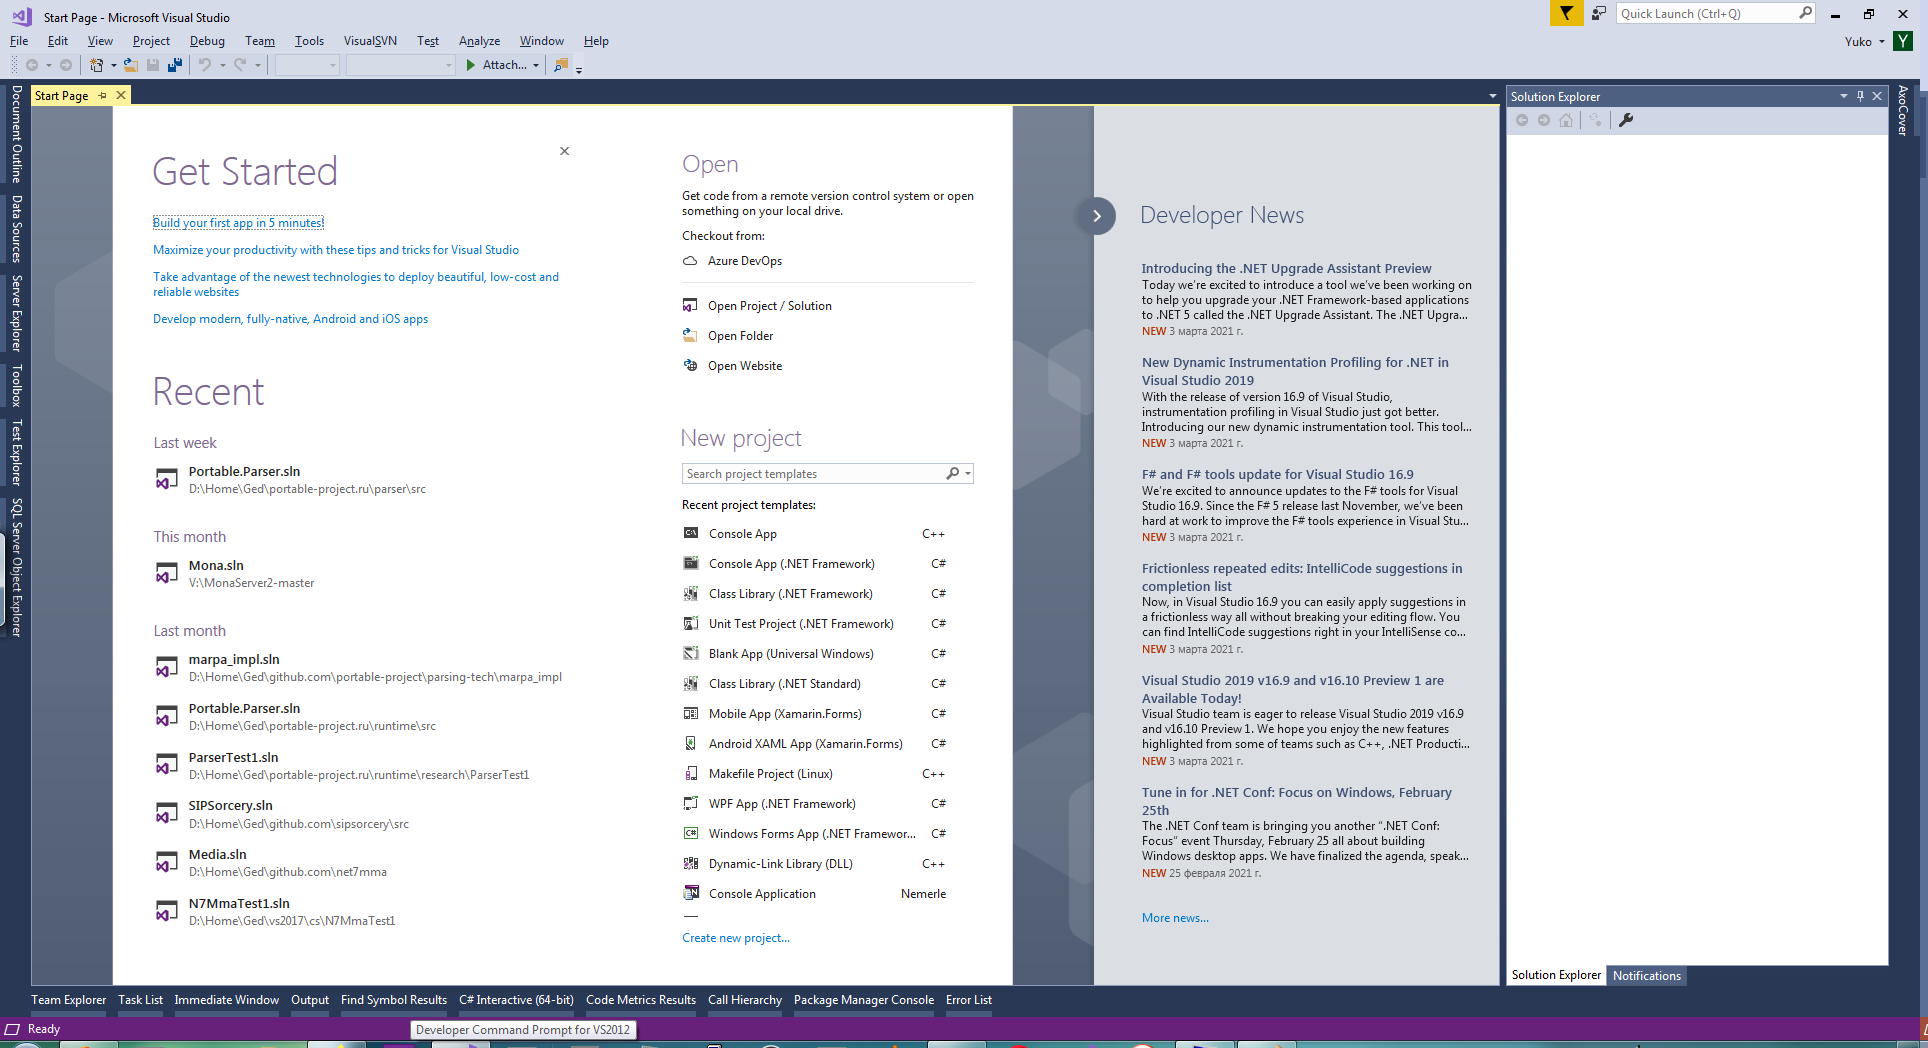 Start Page - Microsoft Visual Studio
Quick Launch (Ctrl+Q)
File Edit View Project Debug Team Tools VisualSVN Test Analyze Window Help
Yuko Y
Attach...
Document Outline
Data Sources
Server Explorer
Toolbox
Test Explorer
SQL Server Object Explorer
Start Page
Get Started
Build your first app in 5 minutes!
Maximize your productivity with these tips and tricks for Visual Studio
Take advantage of the newest technologies to deploy beautiful, low-cost and
reliable websites
Develop modern, fully-native, Android and iOS apps
Recent
Last week
Portable.Parser.sln
D:\Home\Ged\portable-project.ru\parser\src
This month
Mona.sln
V:\MonaServer2-master
Last month
marpa_impl.sln
D:\Home\Ged\github.com\portable-project\parsing-tech\marpa_impl
Portable.Parser.sln
D:\Home\Ged\portable-project.ru\runtime\src
ParserTest1.sln
D:\Home\Ged\portable-project.ru\runtime\research\ParserTest1
SIPSorcery.sln
D:\Home\Ged\github.com\sipsorcery\src
Media.sln
D:\Home\Ged\github.com\net7mma
N7MmaTest1.sln
D:\Home\Ged\vs2017\cs\N7MmaTest1
Open
Get code from a remote version control system or open
something on your local drive.
Checkout from:
Azure DevOps
Open Project / Solution
Open Folder
Open Website
New project
Search project templates
Recent project templates:
Console App C++
Console App (.NET Framework) C#
Class Library (.NET Framework) C#
Unit Test Project (.NET Framework) C#
Blank App (Universal Windows) C#
Class Library (.NET Standard) C#
Mobile App (Xamarin.Forms) C#
Android XAML App (Xamarin.Forms) C#
Makefile Project (Linux) C++
WPF App (.NET Framework) C#
Windows Forms App (.NET Framewor... C#
Dynamic-Link Library (DLL) C++
Console Application Nemerle
Create new project...
Developer News
Introducing the .NET Upgrade Assistant Preview
Today we're excited to introduce a tool we've been working on
to help you upgrade your .NET Framework-based applications
to .NET 5 called the .NET Upgrade Assistant. The .NET Upgra...
NEW 3 марта 2021 г.
New Dynamic Instrumentation Profiling for .NET in
Visual Studio 2019
With the release of version 16.9 of Visual Studio,
instrumentation profiling in Visual Studio just got better.
Introducing our new dynamic instrumentation tool. This tool...
NEW 3 марта 2021 г.
F# and F# tools update for Visual Studio 16.9
We're excited to announce updates to the F# tools for Visual
Studio 16.9. Since the F# 5 release last November, we've been
hard at work to improve the F# tools experience in Visual Stu...
NEW 3 марта 2021 г.
Frictionless repeated edits: IntelliCode suggestions in
completion list
Now, in Visual Studio 16.9 you can easily apply suggestions in
a frictionless way all without breaking your editing flow. You
can find IntelliCode suggestions right in your IntelliSense co...
NEW 3 марта 2021 г.
Visual Studio 2019 v16.9 and v16.10 Preview 1 are
Available Today!
Visual Studio team is eager to release Visual Studio 2019 v16.9
and v16.10 Preview 1. We hope you enjoy the new features
highlighted from some of teams such as C++, .NET Producti...
NEW 3 марта 2021 г.
Tune in for .NET Conf: Focus on Windows, February
25th
The .NET Conf team is bringing you another “.NET Conf:
Focus” event Thursday, February 25 all about building
Windows desktop apps. We have finalized the agenda, speak...
NEW 25 февраля 2021 г.
More news...
Solution Explorer
AxoCover
Solution Explorer Notifications
Team Explorer Task List Immediate Window Output Find Symbol Results C# Interactive (64-bit) Code Metrics Results Call Hierarchy Package Manager Console Error List
Ready
Developer Command Prompt for VS2012